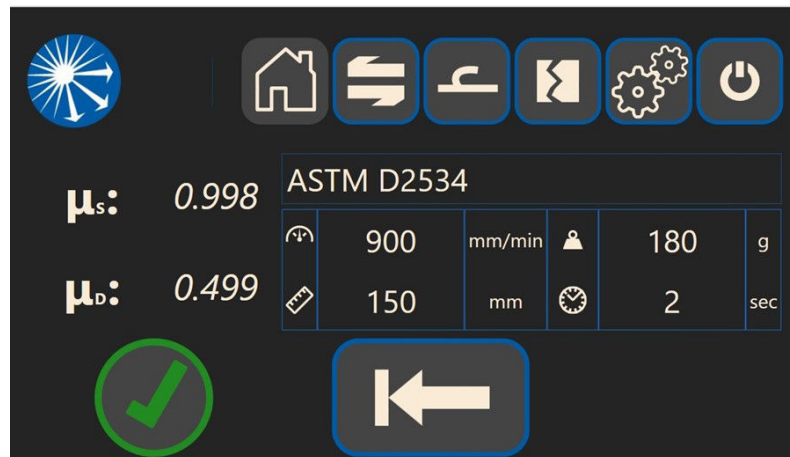 μs: 0.998
μD: 0.499
ASTM D2534
900 mm/min 180 g
150 mm 2 sec